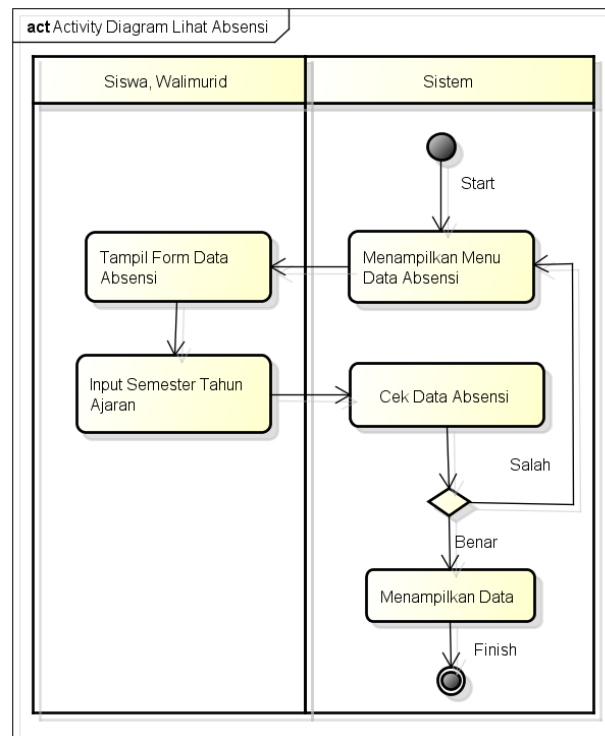 act Activity Diagram Lihat Absensi
Siswa, Walimurid
Sistem
Start
Tampil Form Data
Absensi
Menampilkan Menu
Data Absensi
Input Semester Tahun
Ajaran
Cek Data Absensi
Salah
Benar
Menampilkan Data
Finish